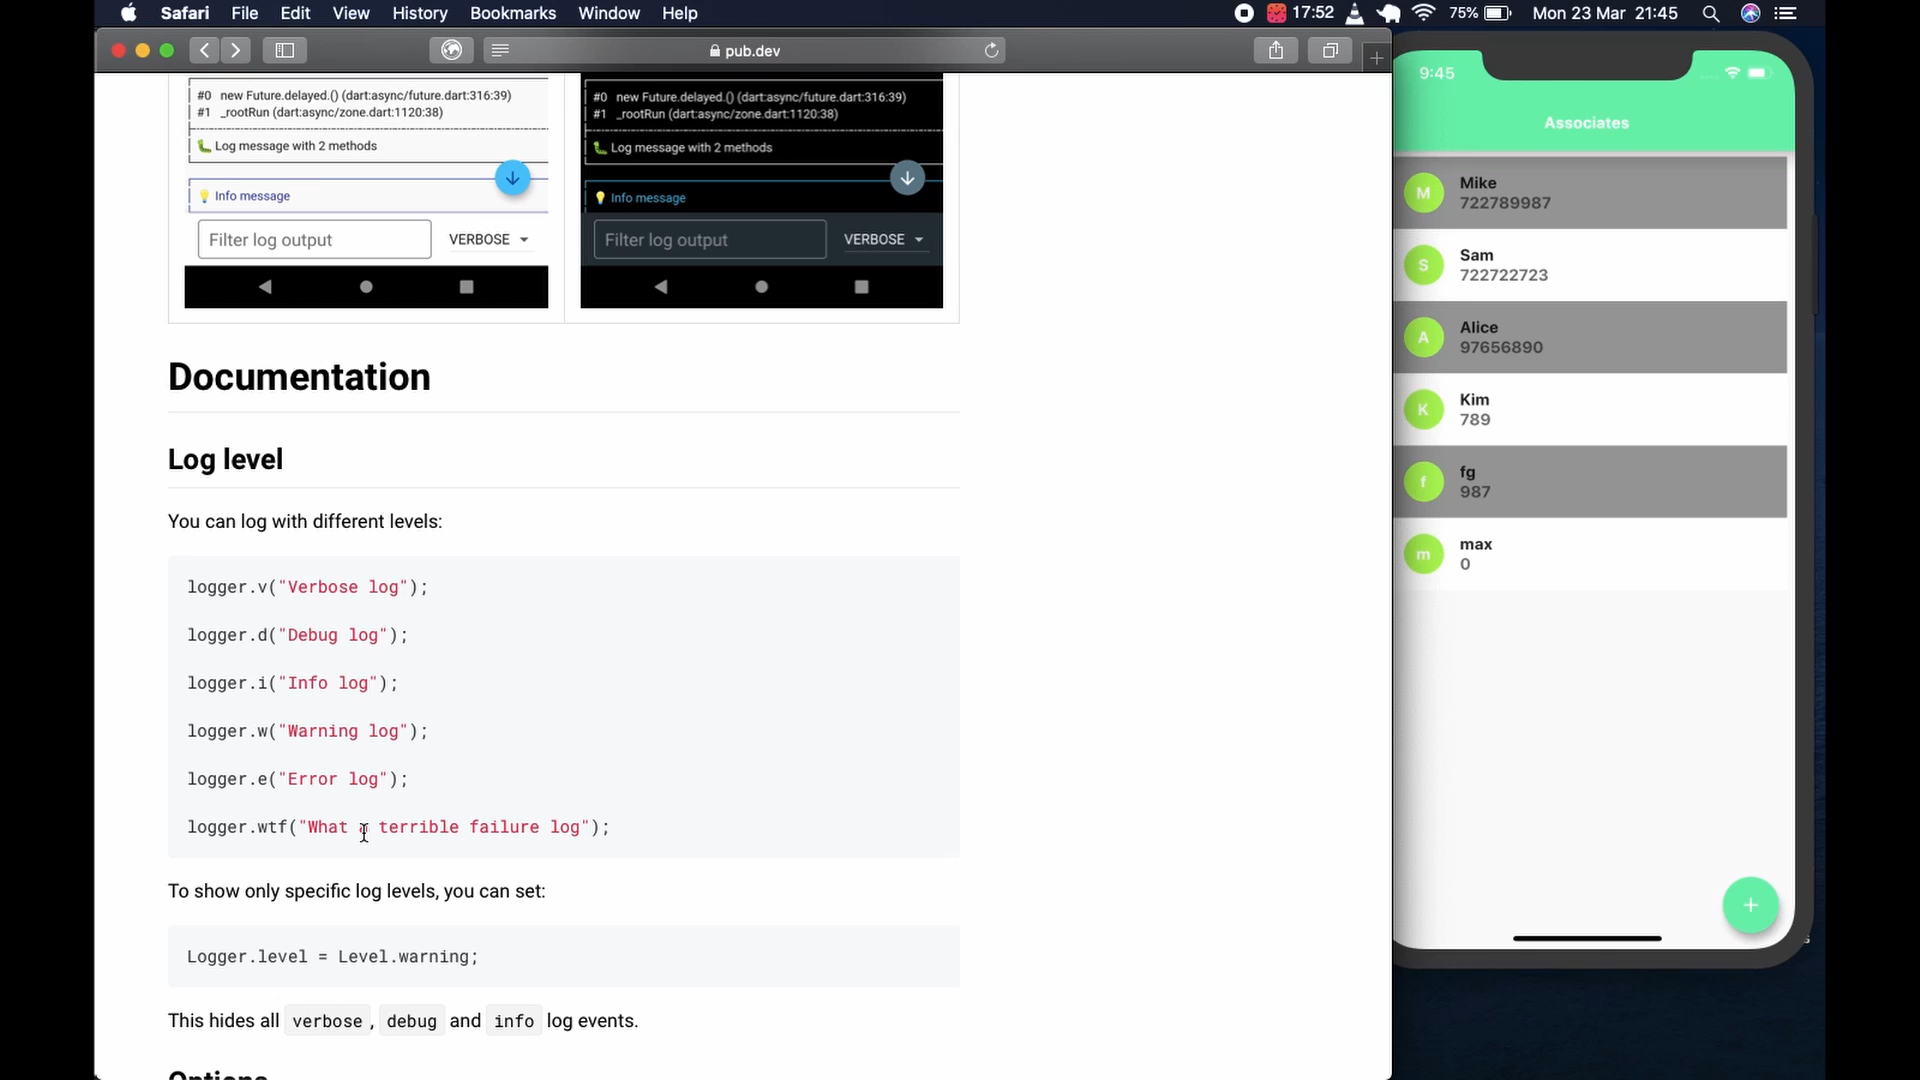 Safari File Edit View History Bookmarks Window Help 17:52 75% Mon 23 Mar 21:45
pub.dev
#0 new Future.delayed.() (dart:async/future.dart:316:39)
#1 _rootRun (dart:async/zone.dart:1120:38)
Log message with 2 methods
Info message
Filter log output VERBOSE
#0 new Future.delayed.() (dart:async/future.dart:316:39)
#1 _rootRun (dart:async/zone.dart:1120:38)
Log message with 2 methods
Info message
Filter log output VERBOSE
Documentation
Log level
You can log with different levels:
logger.v("Verbose log");
logger.d("Debug log");
logger.i("Info log");
logger.w("Warning log");
logger.e("Error log");
logger.wtf("What a terrible failure log");
To show only specific log levels, you can set:
Logger.level = Level.warning;
This hides all verbose, debug and info log events.
Options
9:45
Associates
M
Mike
722789987
S
Sam
722722723
A
Alice
97656890
K
Kim
789
f
fg
987
m
max
0
+